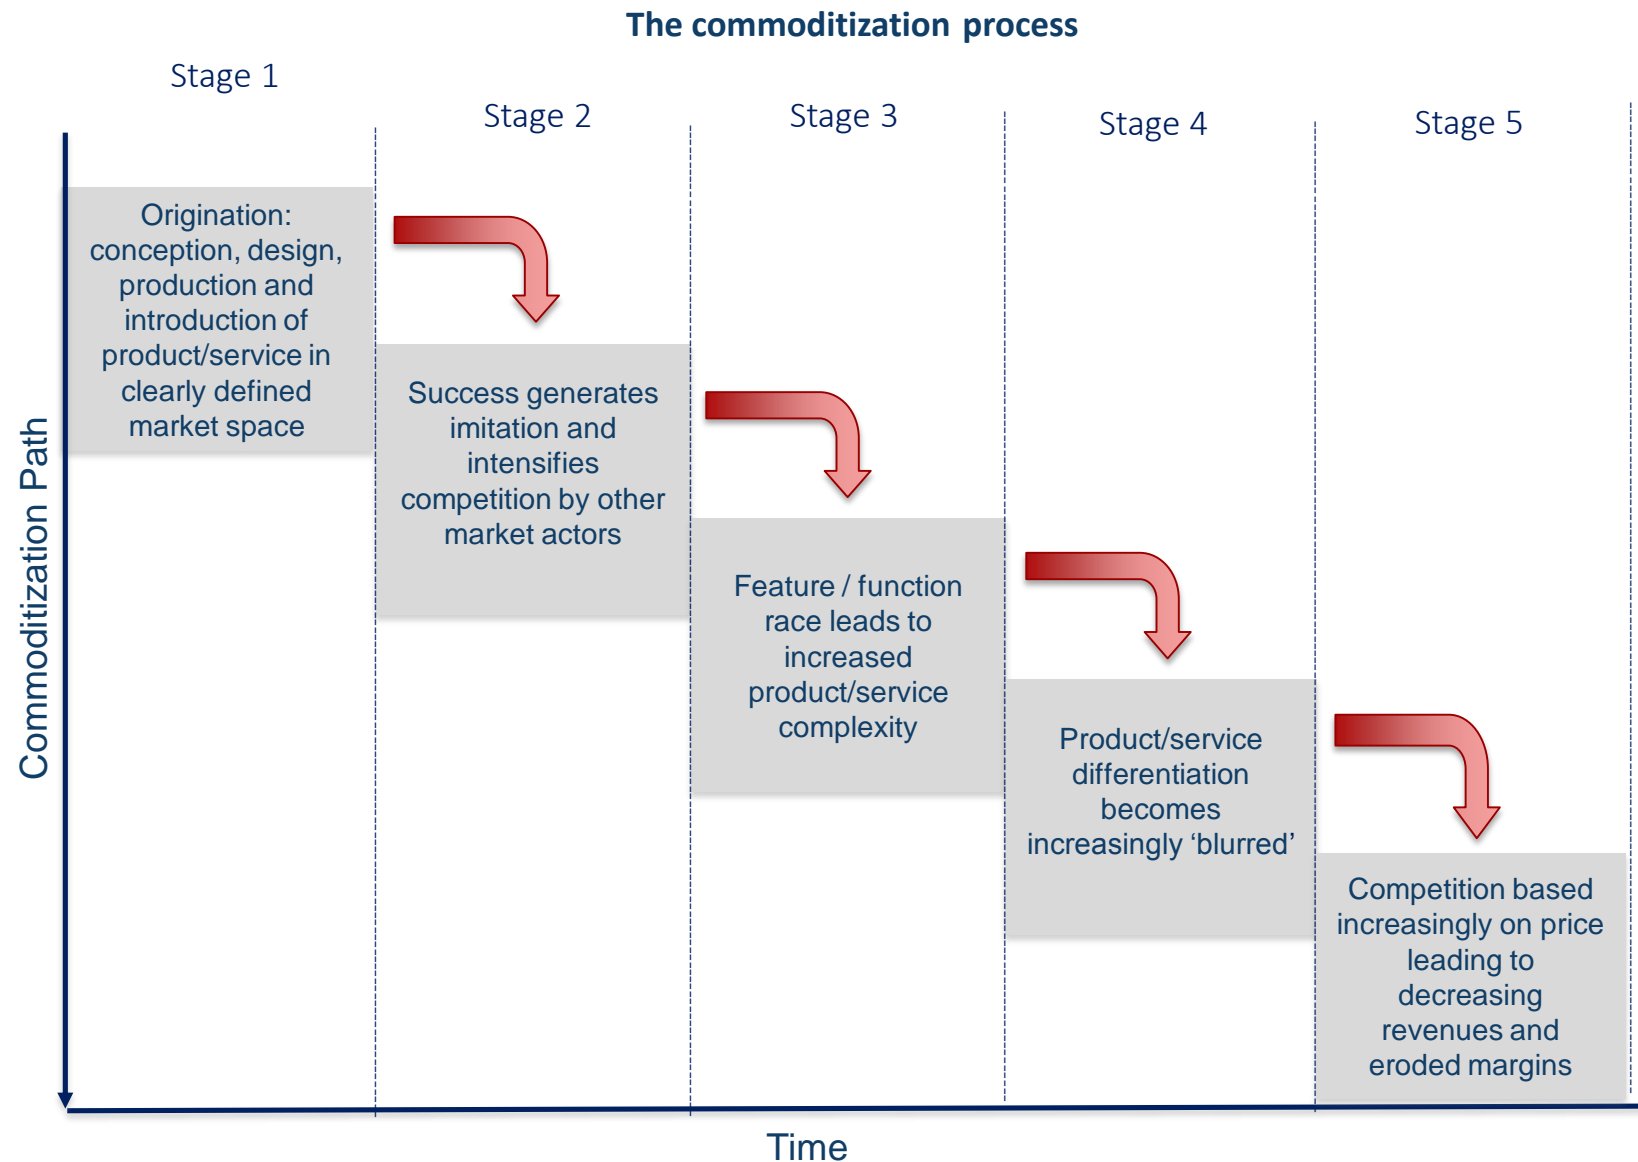 The commoditization process
Stage 1
Stage 2
Stage 3
Stage 4
Stage 5
Origination:
conception, design,
production and
introduction of
product/service in
clearly defined
market space
Success generates
imitation and
intensifies
competition by other
market actors
Feature / function
race leads to
increased
product/service
complexity
Product/service
differentiation
becomes
increasingly ‘blurred’
Competition based
increasingly on price
leading to
decreasing
revenues and
eroded margins
Commoditization Path
Time